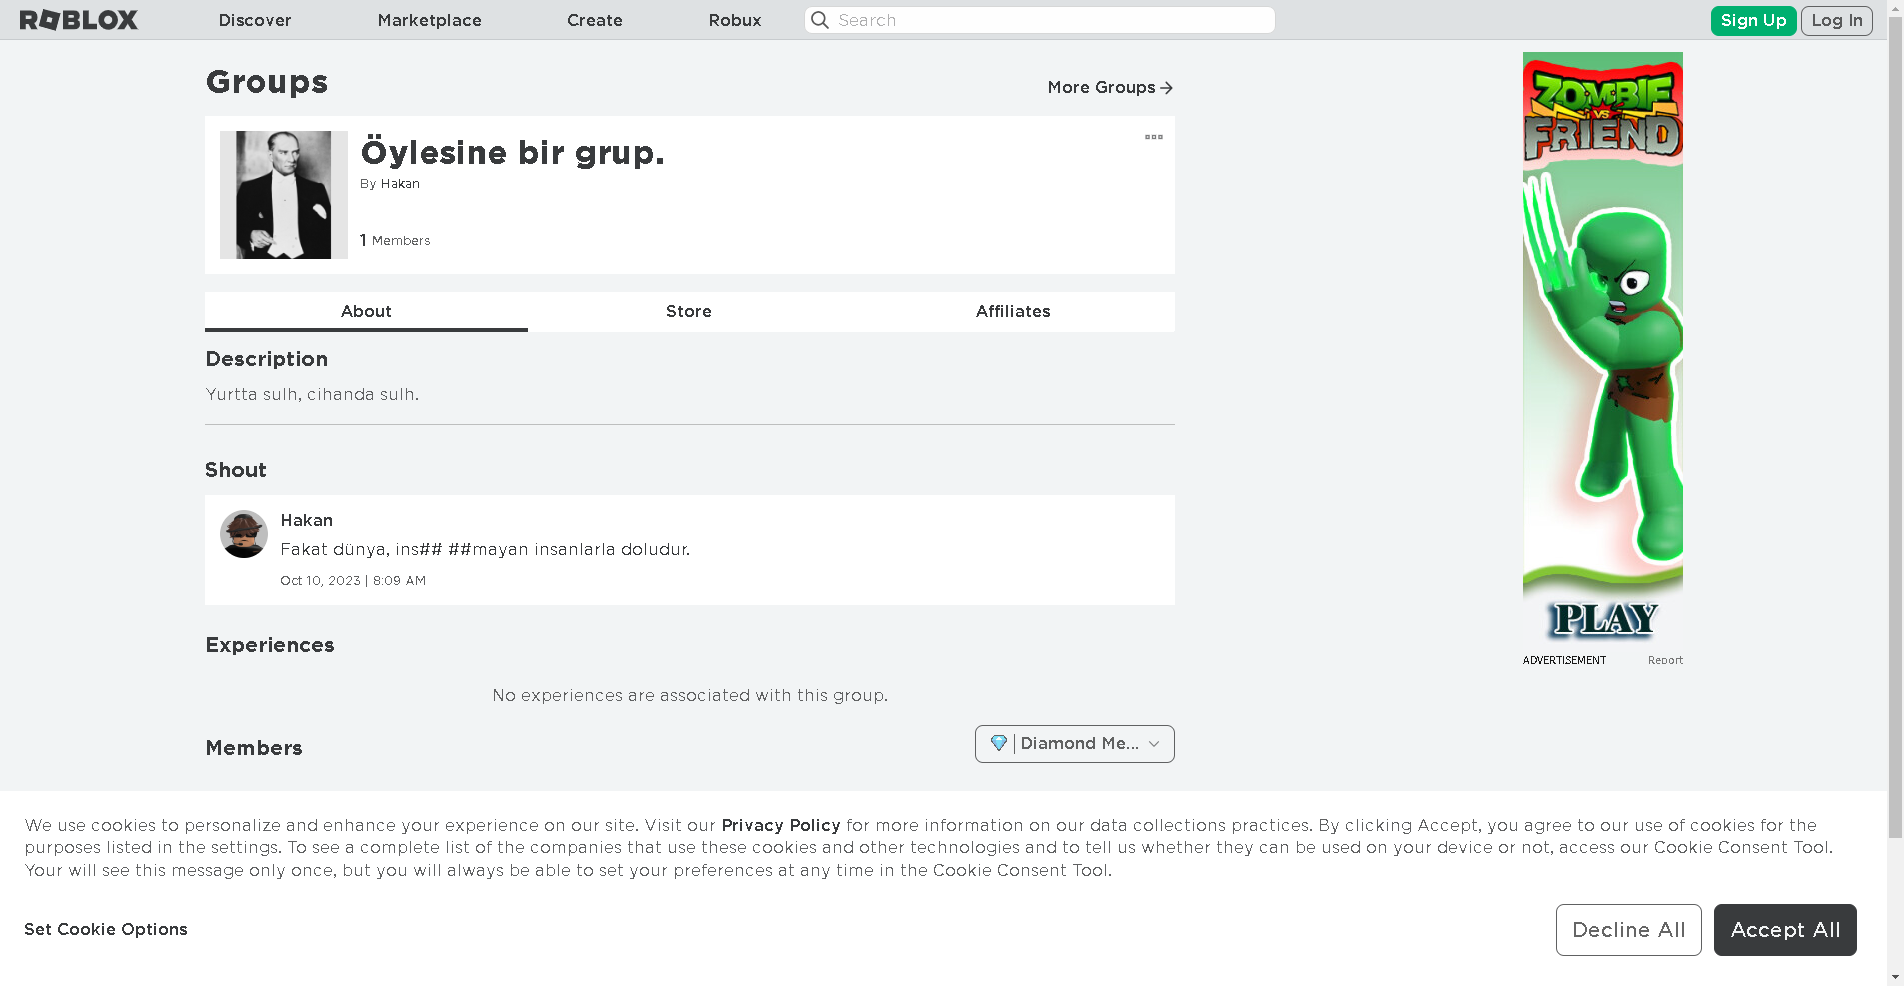 ROBLOX
Discover
Marketplace
Create
Robux
Search
Sign Up
Log In
Groups
More Groups
Öylesine bir grup.
By Hakan
1 Members
About
Store
Affiliates
Description
Yurtta sulh, cihanda sulh.
Shout
Hakan
Fakat dünya, ins## ##mayan insanlarla doludur.
Oct 10, 2023 | 8:09 AM
Experiences
No experiences are associated with this group.
Members
💎 | Diamond Me...
ZOMBIE
VS
FRIEND
PLAY
ADVERTISEMENT
Report
We use cookies to personalize and enhance your experience on our site. Visit our Privacy Policy for more information on our data collections practices. By clicking Accept, you agree to our use of cookies for the
purposes listed in the settings. To see a complete list of the companies that use these cookies and other technologies and to tell us whether they can be used on your device or not, access our Cookie Consent Tool.
Your will see this message only once, but you will always be able to set your preferences at any time in the Cookie Consent Tool.
Set Cookie Options
Decline All
Accept All